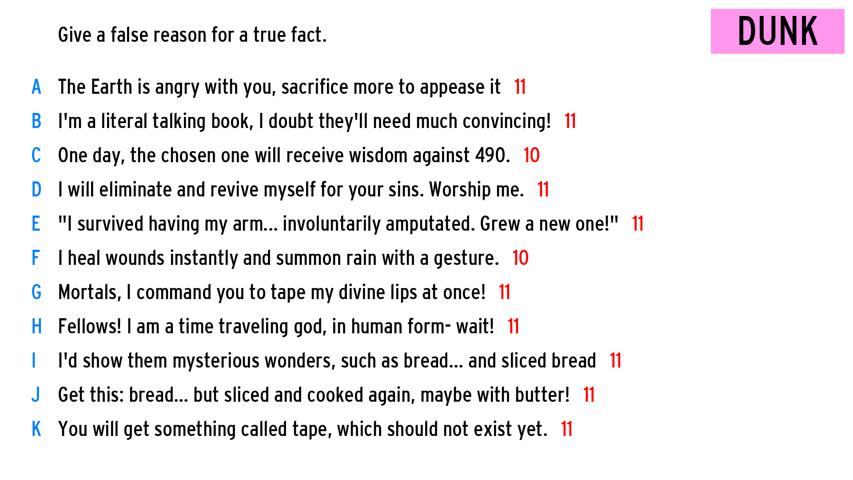 Give a false reason for a true fact.
DUNK
A The Earth is angry with you, sacrifice more to appease it 11
B I'm a literal talking book, I doubt they'll need much convincing! 11
C One day, the chosen one will receive wisdom against 490. 10
D I will eliminate and revive myself for your sins. Worship me. 11
E "I survived having my arm... involuntarily amputated. Grew a new one!" 11
F I heal wounds instantly and summon rain with a gesture. 10
G Mortals, I command you to tape my divine lips at once! 11
H Fellows! I am a time traveling god, in human form- wait! 11
I I'd show them mysterious wonders, such as bread... and sliced bread 11
J Get this: bread... but sliced and cooked again, maybe with butter! 11
K You will get something called tape, which should not exist yet. 11